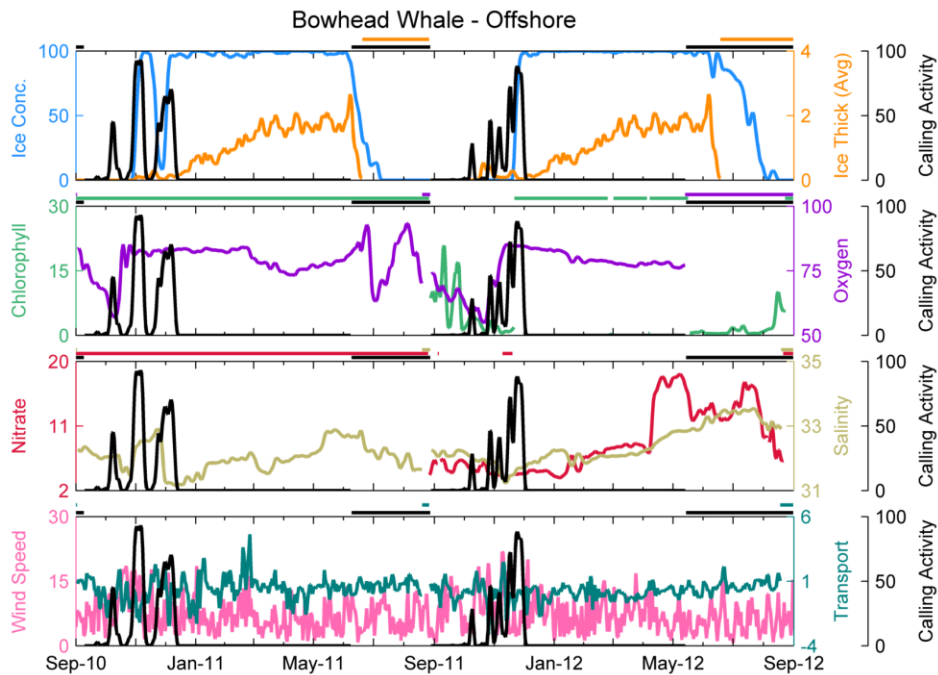 Bowhead Whale - Offshore
100
50
0
Ice Conc.
4
2
0
Ice Thick (Avg)
100
50
0
Calling Activity
30
15
0
Chlorophyll
100
75
50
Oxygen
100
50
0
Calling Activity
20
11
2
Nitrate
35
33
31
Salinity
100
50
0
Calling Activity
30
15
0
Wind Speed
6
1
-4
Transport
100
50
0
Calling Activity
Sep-10 Jan-11 May-11 Sep-11 Jan-12 May-12 Sep-12